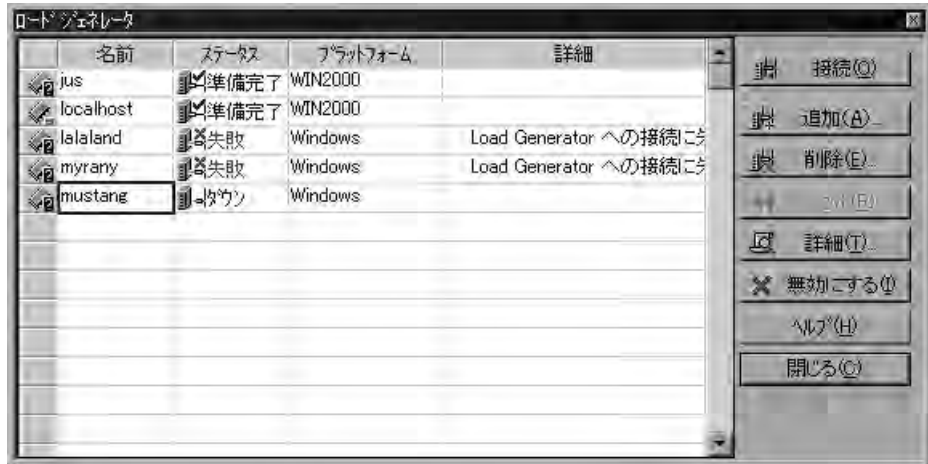 ロード ジェネレータ
名前 ステータス プラットフォーム 詳細
jus 準備完了 WIN2000
localhost 準備完了 WIN2000
lalaland 失敗 Windows Load Generator への接続に失
myrany 失敗 Windows Load Generator への接続に失
mustang ダウン Windows
接続(O)
追加(A)...
削除(E)...
詳細(T)...
無効にする(I)
ヘルプ(H)
閉じる(C)